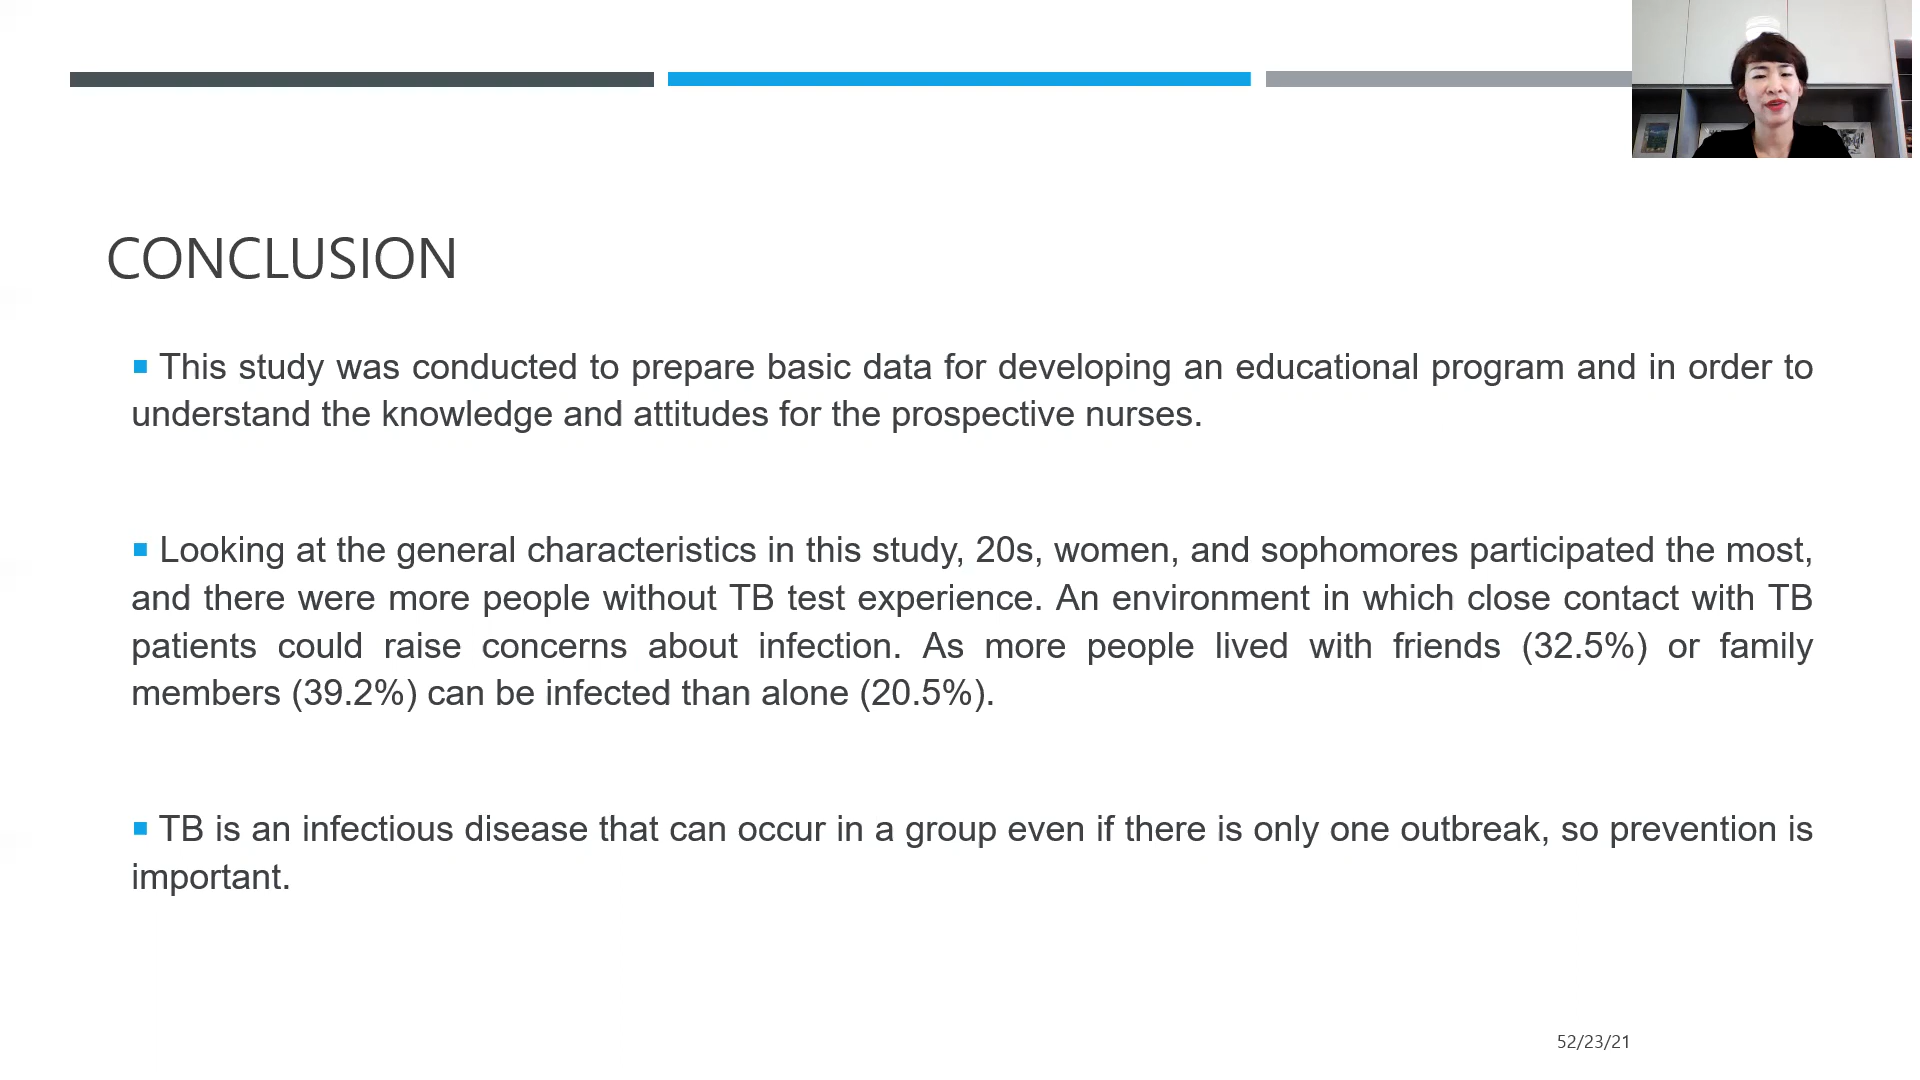 CONCLUSION
This study was conducted to prepare basic data for developing an educational program and in order to
understand the knowledge and attitudes for the prospective nurses.
Looking at the general characteristics in this study, 20s, women, and sophomores participated the most,
and there were more people without TB test experience. An environment in which close contact with TB
patients could raise concerns about infection. As more people lived with friends (32.5%) or family
members (39.2%) can be infected than alone (20.5%).
TB is an infectious disease that can occur in a group even if there is only one outbreak, so prevention is
important.
52/23/21